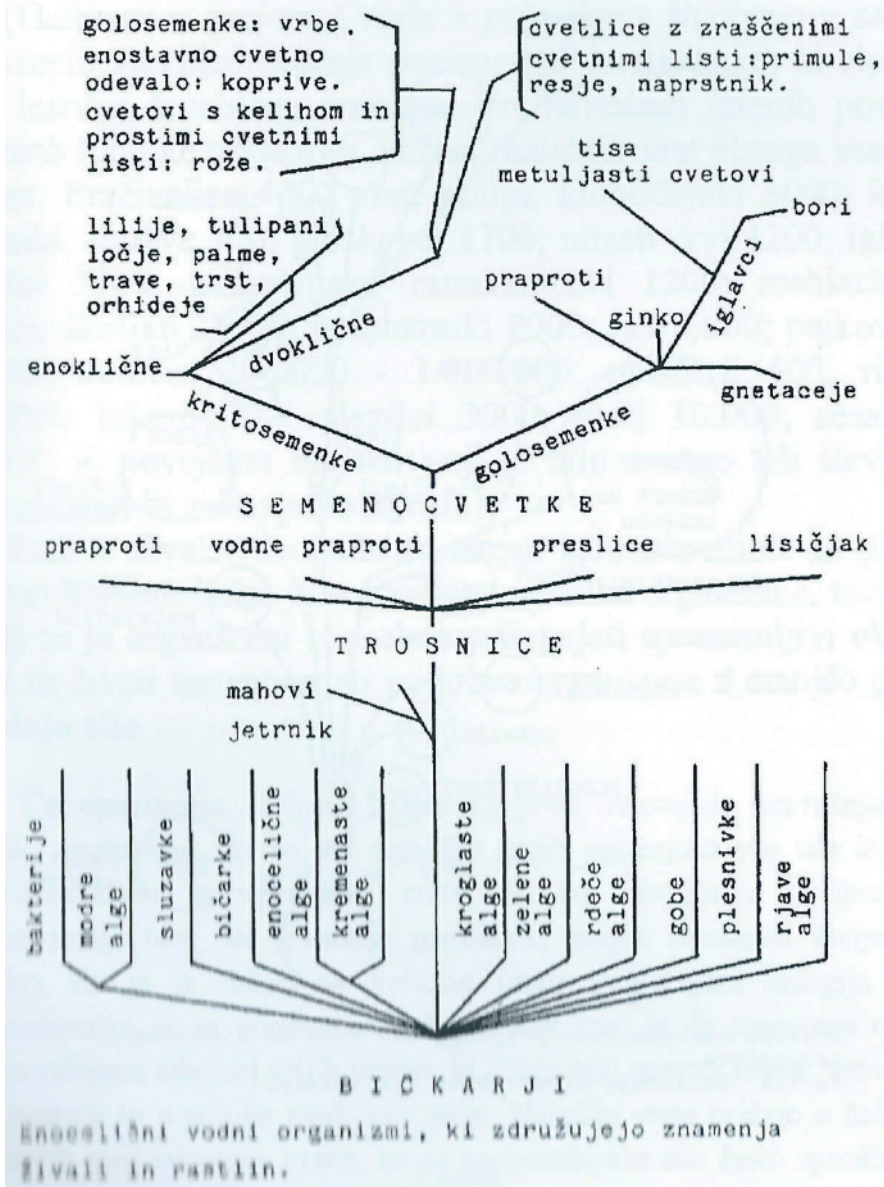 golosemenke vrbe .
enostavno cvetno
odevalo: koprive.
cvetovi s kelihom in
prostimi cvetnimi
listi: rože.
cvetlice z zraščenimi
cvetnimi listi:primule,
resje, naprstnik.
lilije, tulipani,
ločje, palme,
trave, trst,
orhideje
tisa
metuljasti cvetovi
bori
praproti
iglavci
ginko
enoklične
dvoklične
gnetaceje
kritosemenke
golosemenke
SEMENOCVETKE
praproti vodne praproti preslice lisičjak
TROSNICE
mahovi
jetrnik
bakterije
modre
alge
sluzavke
bičarke
enocelične
alge
kremenaste
alge
kroglaste
alge
zelene
alge
rdeče
alge
gobe
plesnivke
rjave
alge
BIČKARJI
Enocelični vodni organizmi, ki združujejo znamenja
živali in rastlin.